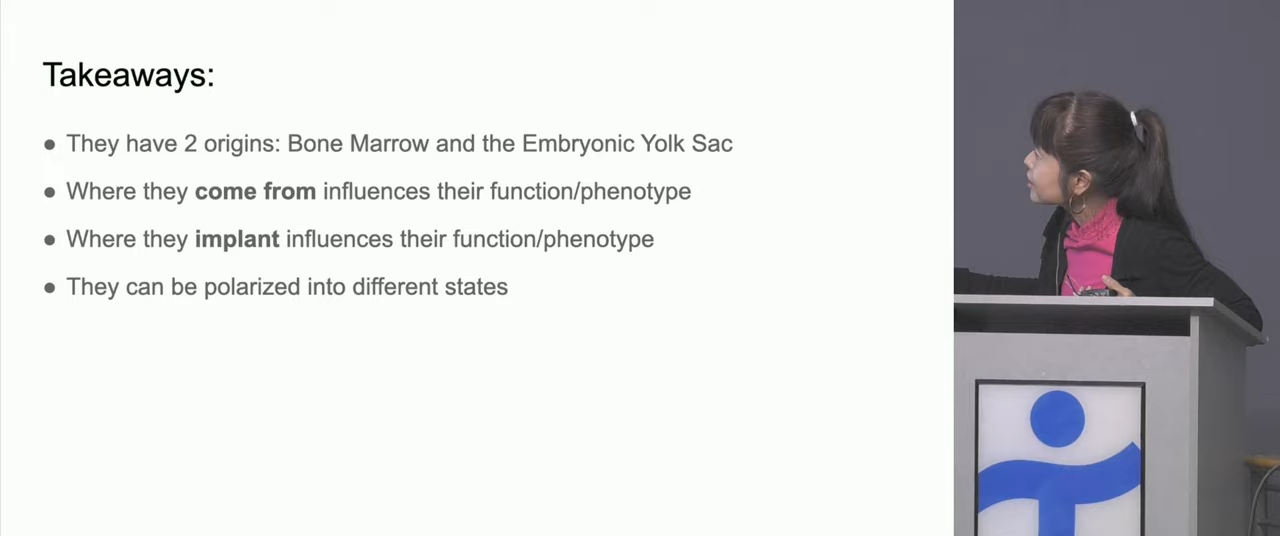 Takeaways:
● They have 2 origins: Bone Marrow and the Embryonic Yolk Sac
● Where they come from influences their function/phenotype
● Where they implant influences their function/phenotype
● They can be polarized into different states